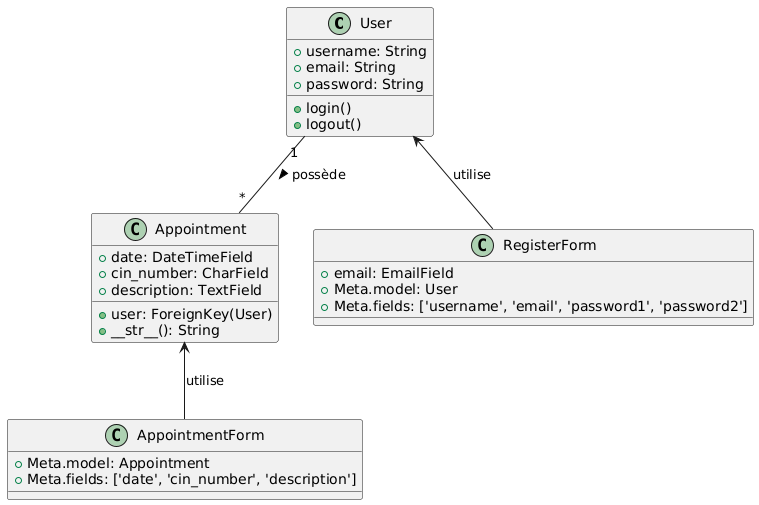 C User
username: String
email: String
password: String
login()
logout()
1
possède
utilise
*
C Appointment
date: DateTimeField
cin_number: CharField
description: TextField
user: ForeignKey(User)
__str__(): String
C RegisterForm
email: EmailField
Meta.model: User
Meta.fields: ['username', 'email', 'password1', 'password2']
utilise
C AppointmentForm
Meta.model: Appointment
Meta.fields: ['date', 'cin_number', 'description']